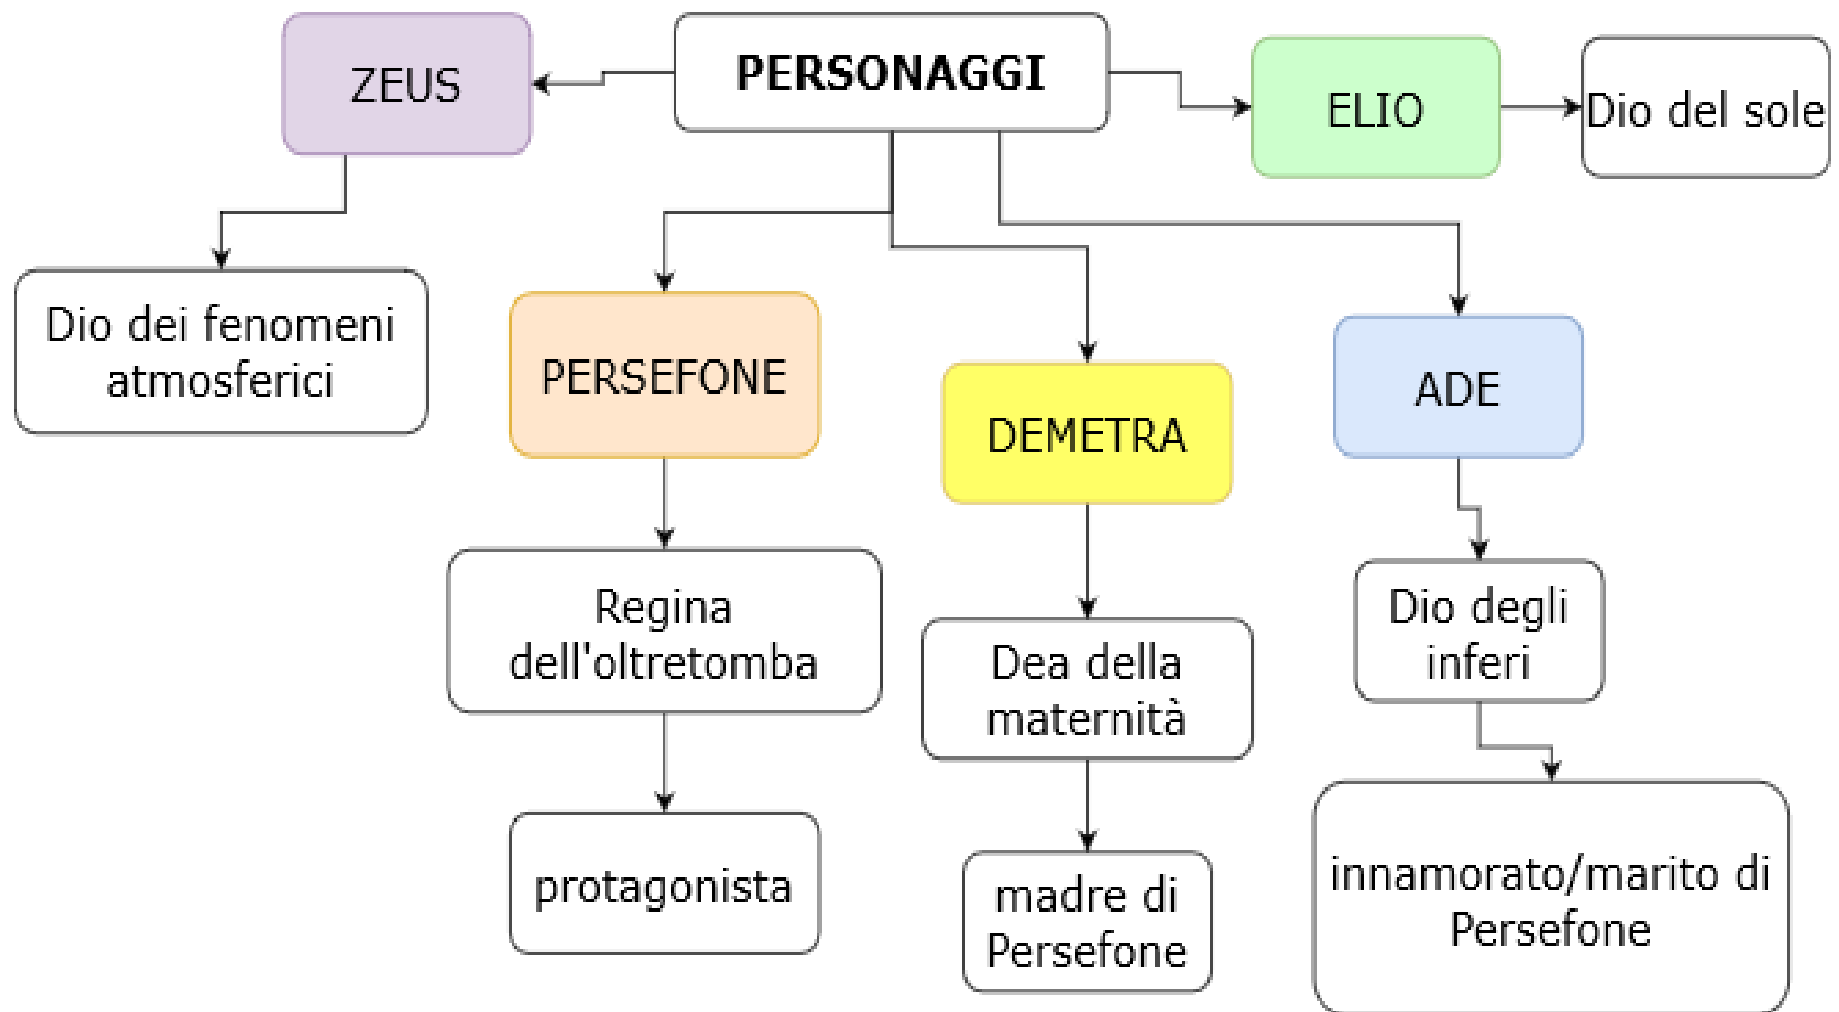 PERSONAGGI
ZEUS
ELIO
Dio del sole
Dio dei fenomeni
atmosferici
PERSEFONE
DEMETRA
ADE
Regina
dell'oltretomba
Dea della
maternità
Dio degli
inferi
protagonista
madre di
Persefone
innamorato/marito di
Persefone